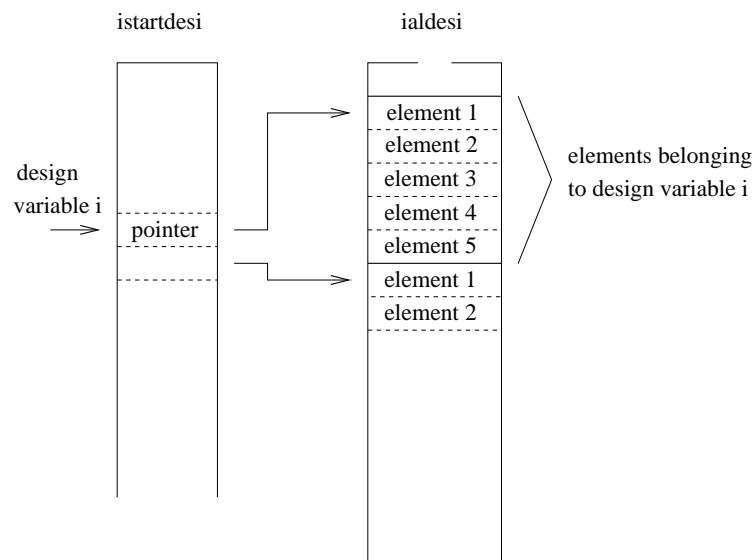 istartdesi
ialdesi
design
variable i
pointer
element 1
element 2
element 3
element 4
element 5
element 1
element 2
elements belonging
to design variable i